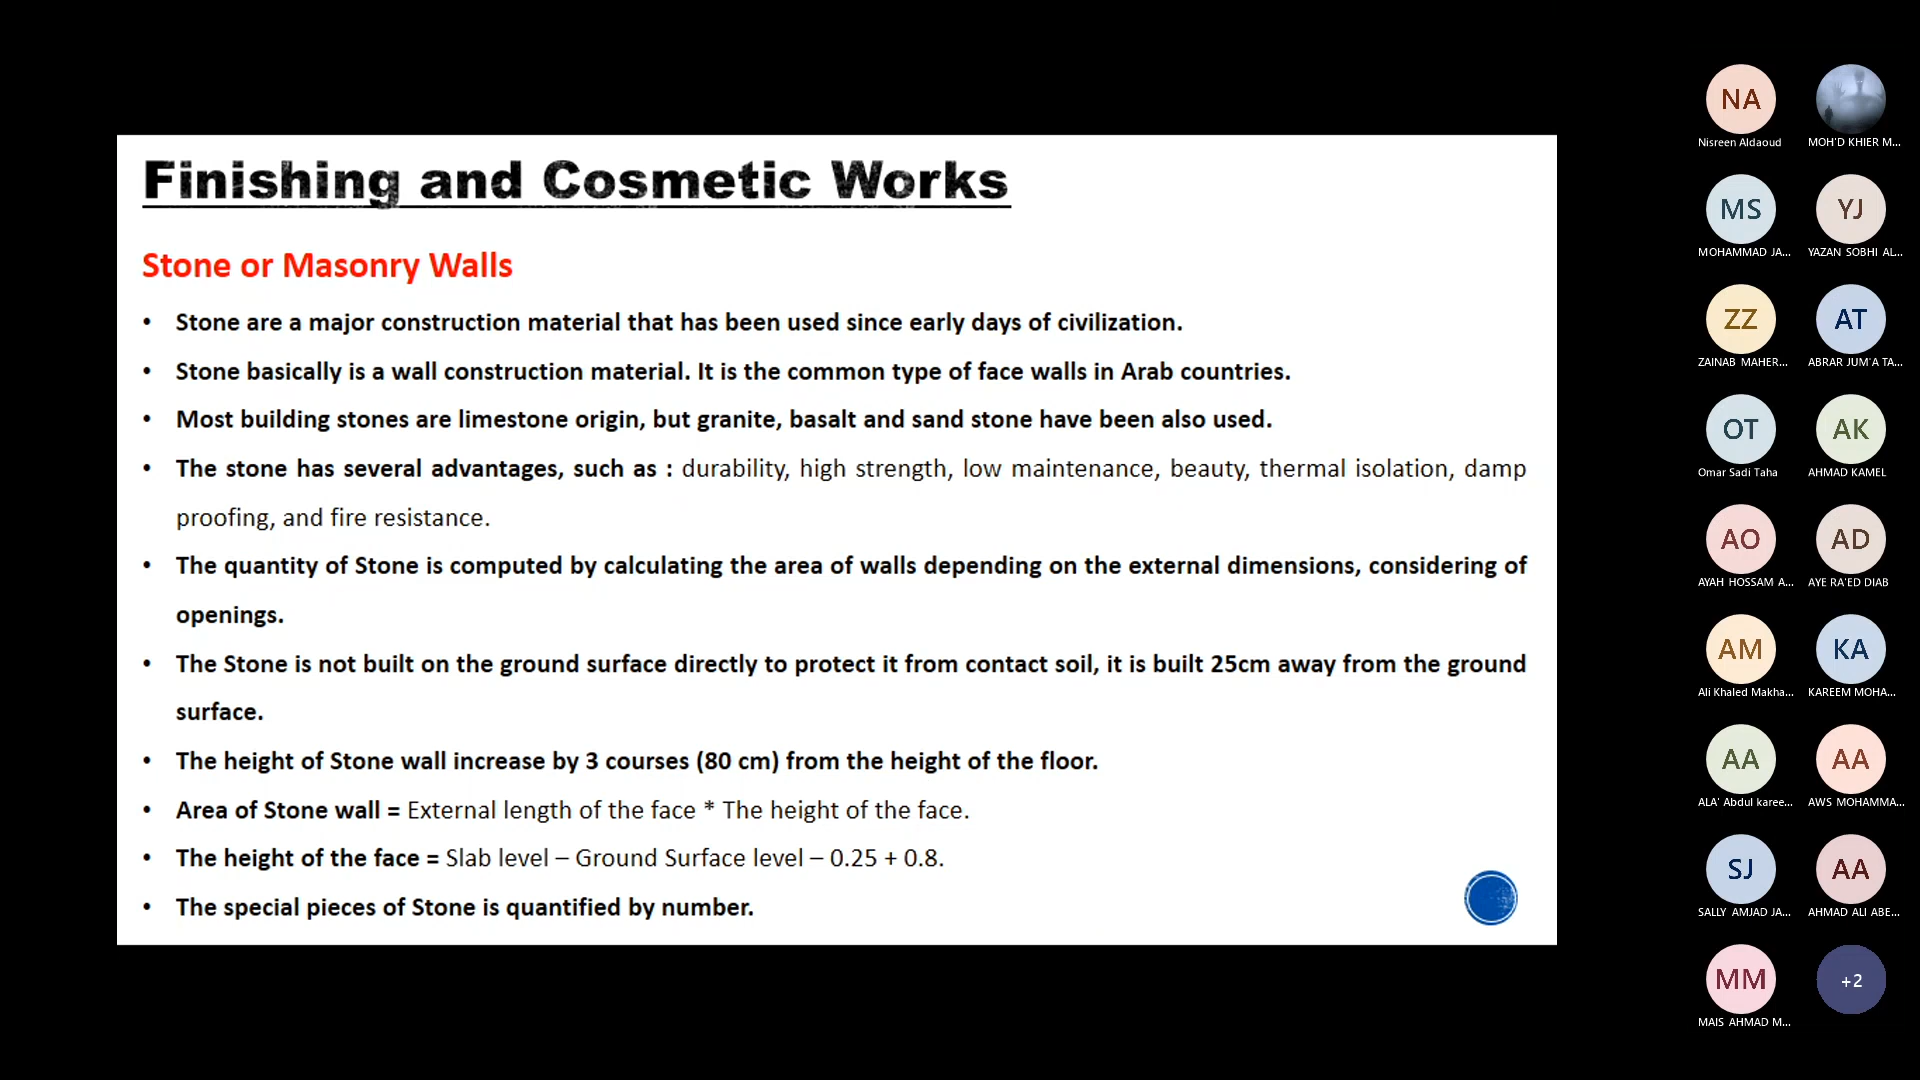 Finishing and Cosmetic Works
Stone or Masonry Walls
• Stone are a major construction material that has been used since early days of civilization.
• Stone basically is a wall construction material. It is the common type of face walls in Arab countries.
• Most building stones are limestone origin, but granite, basalt and sand stone have been also used.
• The stone has several advantages, such as : durability, high strength, low maintenance, beauty, thermal isolation, damp
proofing, and fire resistance.
• The quantity of Stone is computed by calculating the area of walls depending on the external dimensions, considering of
openings.
• The Stone is not built on the ground surface directly to protect it from contact soil, it is built 25cm away from the ground
surface.
• The height of Stone wall increase by 3 courses (80 cm) from the height of the floor.
• Area of Stone wall = External length of the face * The height of the face.
• The height of the face = Slab level – Ground Surface level – 0.25 + 0.8.
• The special pieces of Stone is quantified by number.
NA
Nisreen Aldaoud
MOH'D KHIER M...
MS YJ
MOHAMMAD JA... YAZAN SOBHI AL...
ZZ AT
ZAINAB MAHER... ABRAR JUM'A TA...
OT AK
Omar Sadi Taha AHMAD KAMEL
AO AD
AYAH HOSSAM A... AYE RA'ED DIAB
AM KA
Ali Khaled Makha... KAREEM MOHA...
AA AA
ALA' Abdul karee... AWS MOHAMMA...
SJ AA
SALLY AMJAD JA... AHMAD ALI ABE...
MM +2
MAIS AHMAD M...